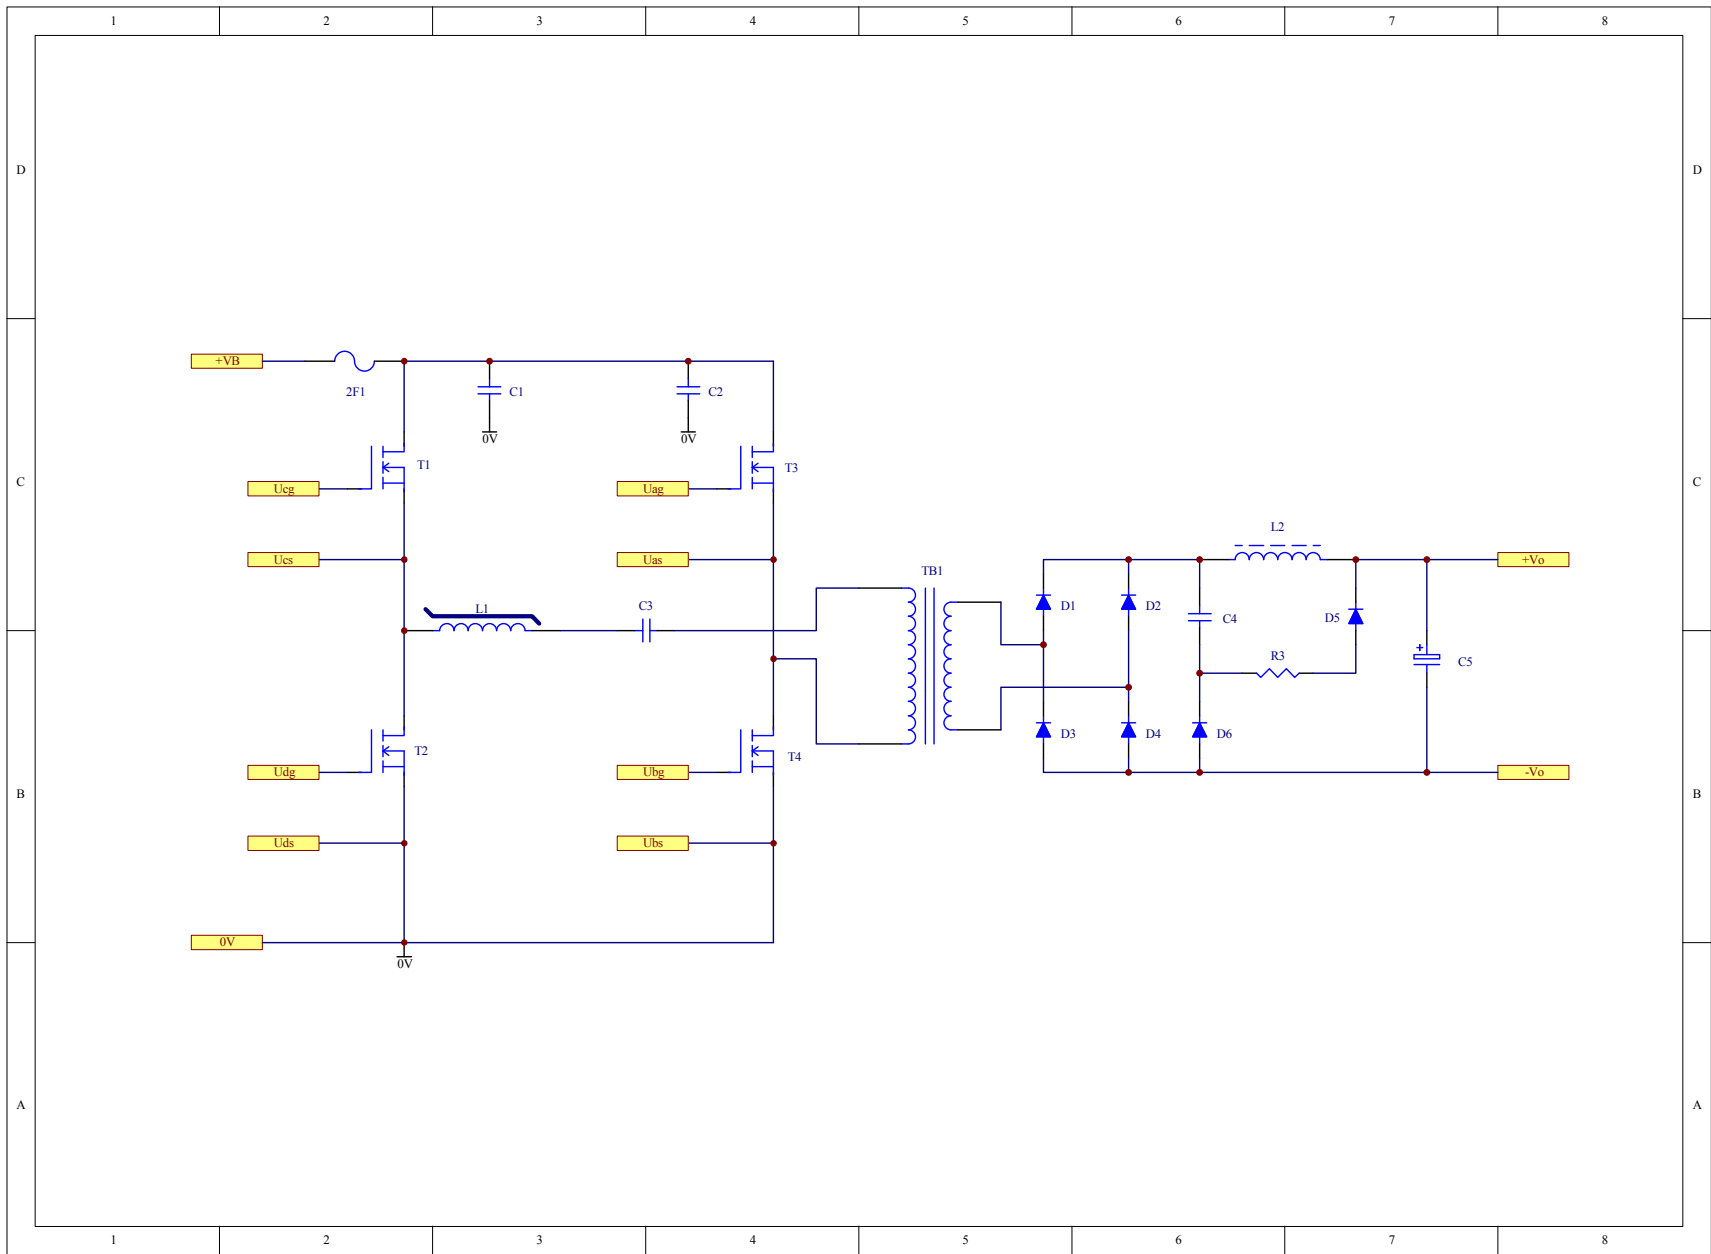 1 2 3 4 5 6 7 8
D D
+VB
2F1 C1 C2
0V 0V
T1 T3
C C
Ucg Uag
L2
Ucs Uas +Vo
TB1
L1 C3 D1 D2 C4 D5
+
R3 C5
D3 D4 D6
T2 T4
Udg Ubg -Vo
B B
Uds Ubs
0V
0V
A A
1 2 3 4 5 6 7 8